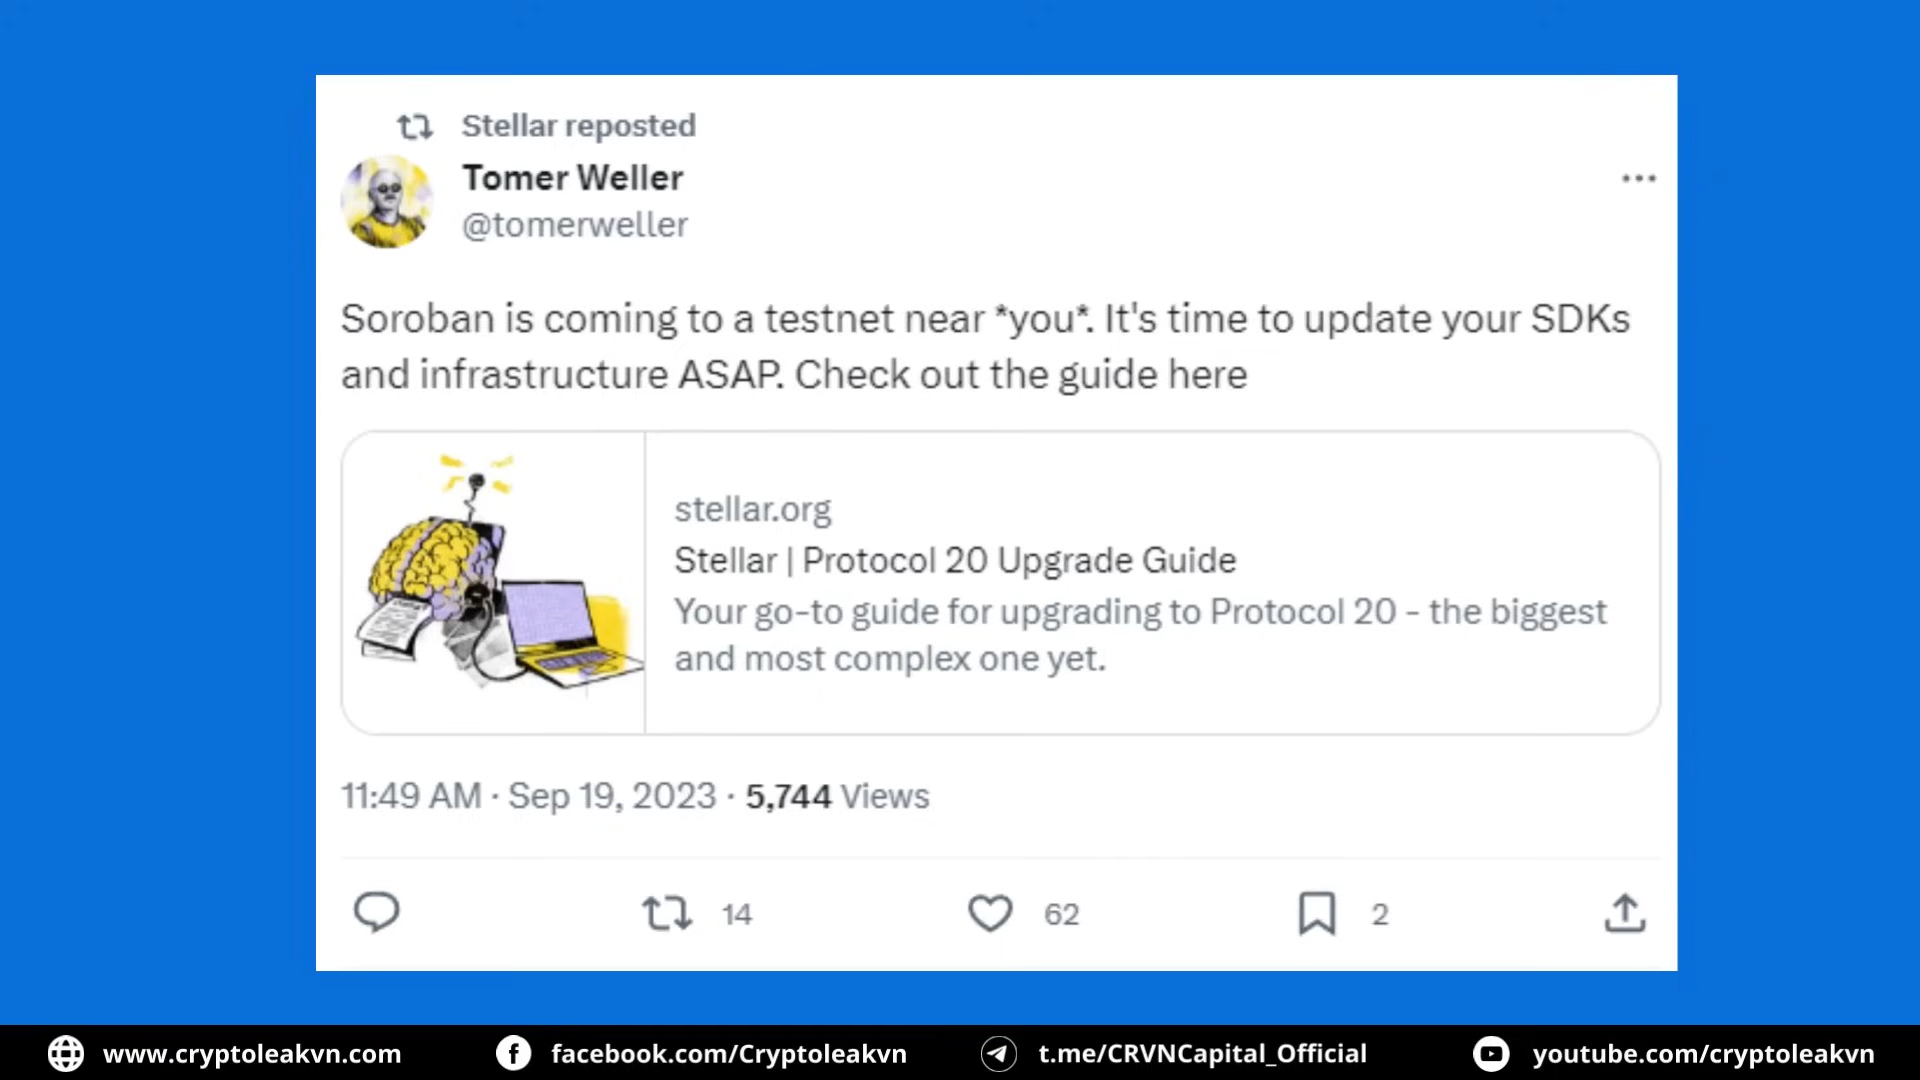 Stellar reposted
Tomer Weller
@tomerweller
Soroban is coming to a testnet near *you*. It's time to update your SDKs
and infrastructure ASAP. Check out the guide here
stellar.org
Stellar | Protocol 20 Upgrade Guide
Your go-to guide for upgrading to Protocol 20 - the biggest
and most complex one yet.
11:49 AM · Sep 19, 2023 · 5,744 Views
14 62 2
www.cryptoleakvn.com facebook.com/Cryptoleakvn t.me/CRVNCapital_Official youtube.com/cryptoleakvn